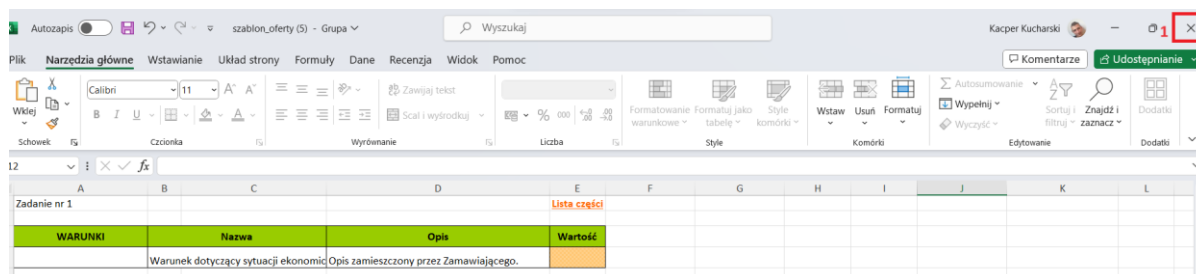 Autozapis szablon_oferty (5) - Grupa Wyszukaj Kacper Kucharski 1
Plik Narzędzia główne Wstawianie Układ strony Formuły Dane Recenzja Widok Pomoc Komentarze Udostępnianie
Calibri 11 A^ A˅ Zawijaj tekst Σ Autosumowanie
Wklej B I U A Scal i wyśrodkuj % 000 Formatowanie warunkowe Formatuj jako tabelę Style komórki Wstaw Usuń Formatuj Wypełnij Wyczyść Sortuj i filtruj Znajdź i zaznacz Dodatki
Schowek Czcionka Wyrównanie Liczba Style Komórki Edytowanie Dodatki
12 fx
A B C D E F G H I J K L
Zadanie nr 1 Lista części
WARUNKI Nazwa Opis Wartość
Warunek dotyczący sytuacji ekonomic Opis zamieszczony przez Zamawiającego.